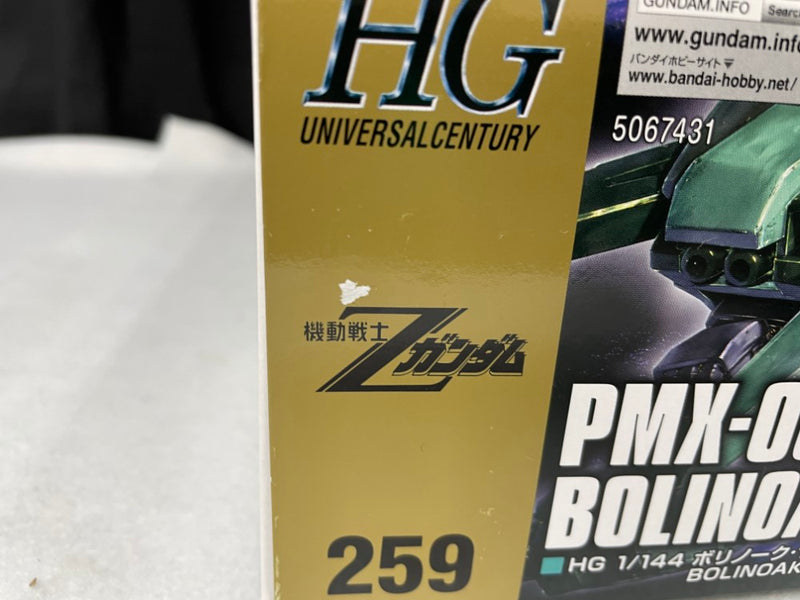 HG
UNIVERSALCENTURY
GUNDAM.INFO
www.gundam.info
バンダイホビーサイト▼
www.bandai-hobby.net/
5067431
機動戦士Ζガンダム
259
PMX-0
BOLINOA
■HG 1/144 ボリノーク・
BOLINOAK